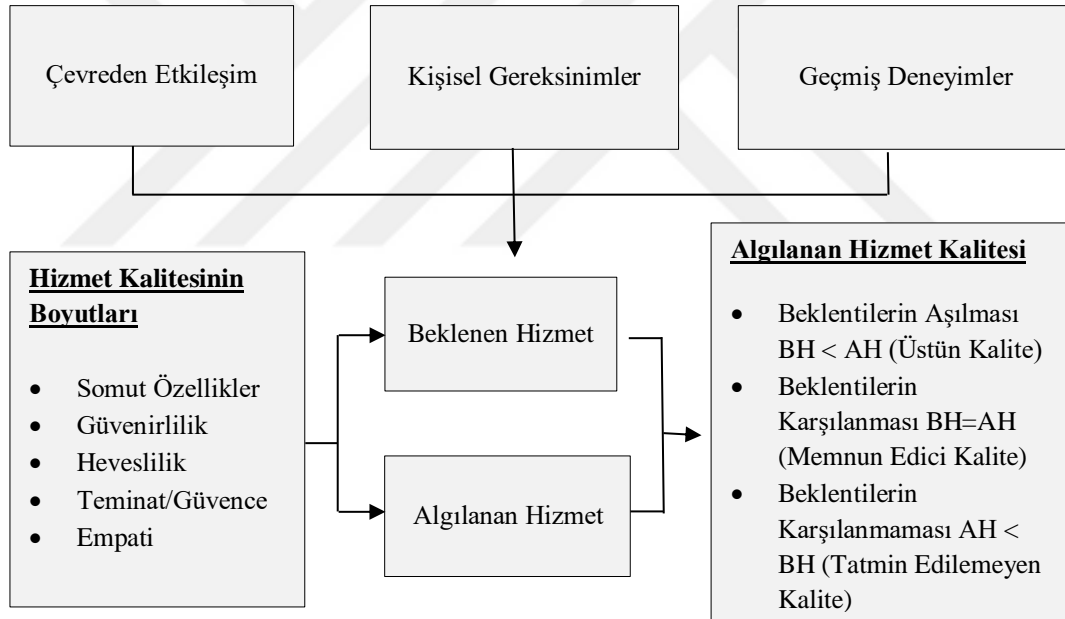 Çevreden Etkileşim
Kişisel Gereksinimler
Geçmiş Deneyimler
Hizmet Kalitesinin
Boyutları
• Somut Özellikler
• Güvenirlilik
• Heveslilik
• Teminat/Güvence
• Empati
Beklenen Hizmet
Algılanan Hizmet
Algılanan Hizmet Kalitesi
• Beklentilerin Aşılması
BH < AH (Üstün Kalite)
• Beklentilerin
Karşılanması BH=AH
(Memnun Edici Kalite)
• Beklentilerin
Karşılanmaması AH <
BH (Tatmin Edilemeyen
Kalite)